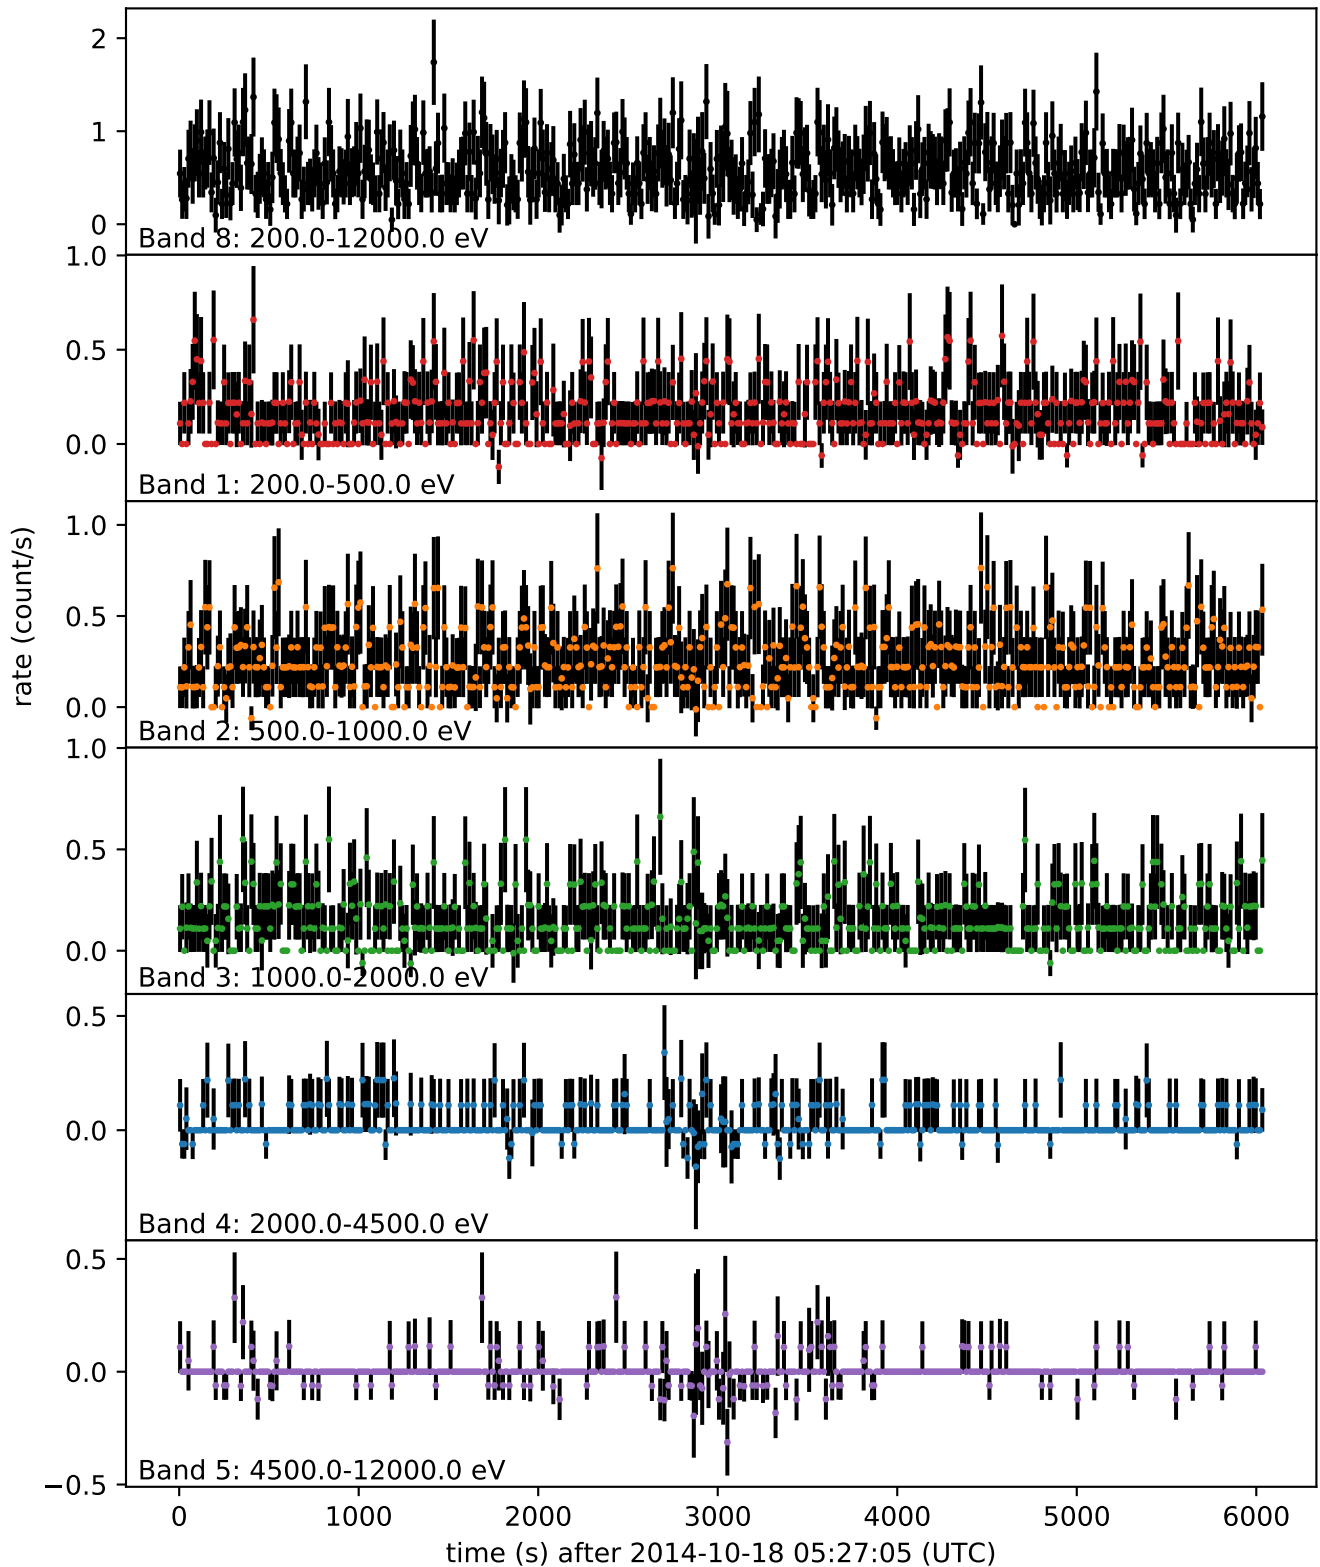 2
1
0
Band 8: 200.0-12000.0 eV
1.0
0.5
0.0
Band 1: 200.0-500.0 eV
1.0
0.5
0.0
Band 2: 500.0-1000.0 eV
rate (count/s)
1.0
0.5
0.0
Band 3: 1000.0-2000.0 eV
0.5
0.0
Band 4: 2000.0-4500.0 eV
0.5
0.0
−0.5
Band 5: 4500.0-12000.0 eV
0 1000 2000 3000 4000 5000 6000
time (s) after 2014-10-18 05:27:05 (UTC)